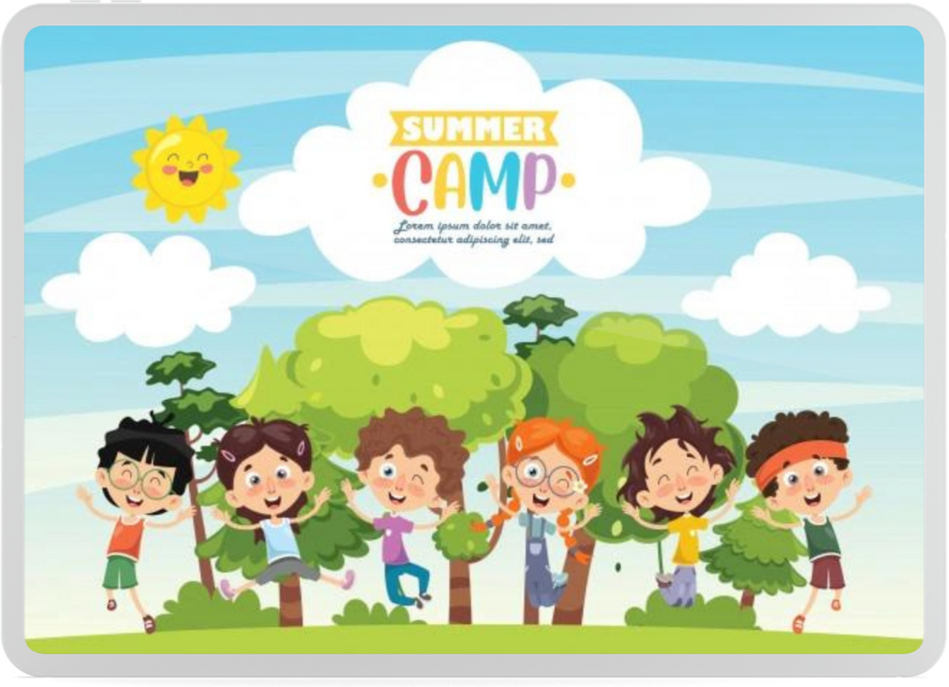 SUMMER
CAMP
Lorem ipsum dolor sit amet,
consectetur adipiscing elit, sed